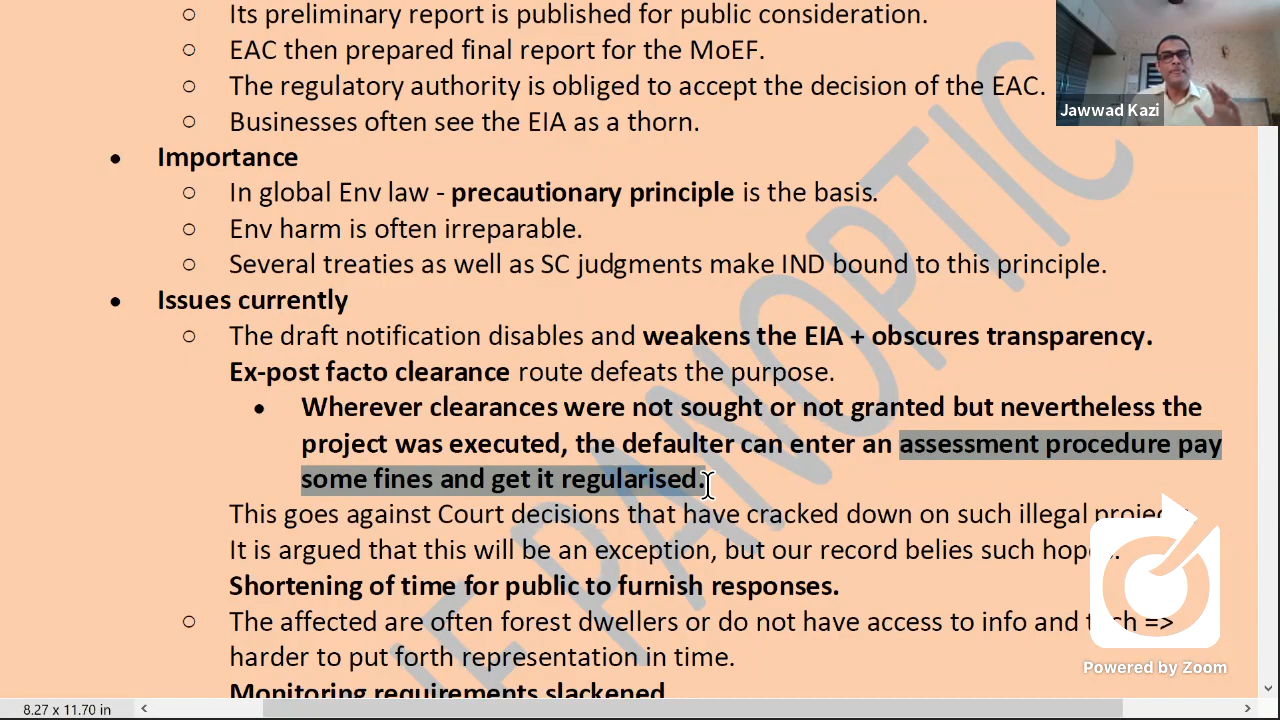 ○ Its preliminary report is published for public consideration.
○ EAC then prepared final report for the MoEF.
○ The regulatory authority is obliged to accept the decision of the EAC.
○ Businesses often see the EIA as a thorn.
Jawwad Kazi
● Importance
○ In global Env law - precautionary principle is the basis.
○ Env harm is often irreparable.
○ Several treaties as well as SC judgments make IND bound to this principle.
● Issues currently
○ The draft notification disables and weakens the EIA + obscures transparency.
Ex-post facto clearance route defeats the purpose.
● Wherever clearances were not sought or not granted but nevertheless the
project was executed, the defaulter can enter an assessment procedure pay
some fines and get it regularised.
This goes against Court decisions that have cracked down on such illegal
It is argued that this will be an exception, but our record belies such
Shortening of time for public to furnish responses.
○ The affected are often forest dwellers or do not have access to info and tech =>
harder to put forth representation in time.
Monitoring requirements slackened
PANOPTIC
Powered by Zoom
8.27 x 11.70 in